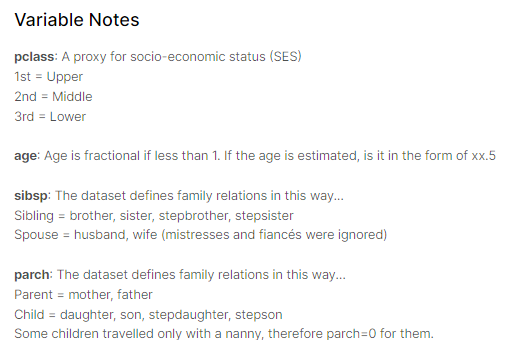 Variable Notes
pclass: A proxy for socio-economic status (SES)
1st = Upper
2nd = Middle
3rd = Lower
age: Age is fractional if less than 1. If the age is estimated, is it in the form of xx.5
sibsp: The dataset defines family relations in this way...
Sibling = brother, sister, stepbrother, stepsister
Spouse = husband, wife (mistresses and fiancés were ignored)
parch: The dataset defines family relations in this way...
Parent = mother, father
Child = daughter, son, stepdaughter, stepson
Some children travelled only with a nanny, therefore parch=0 for them.